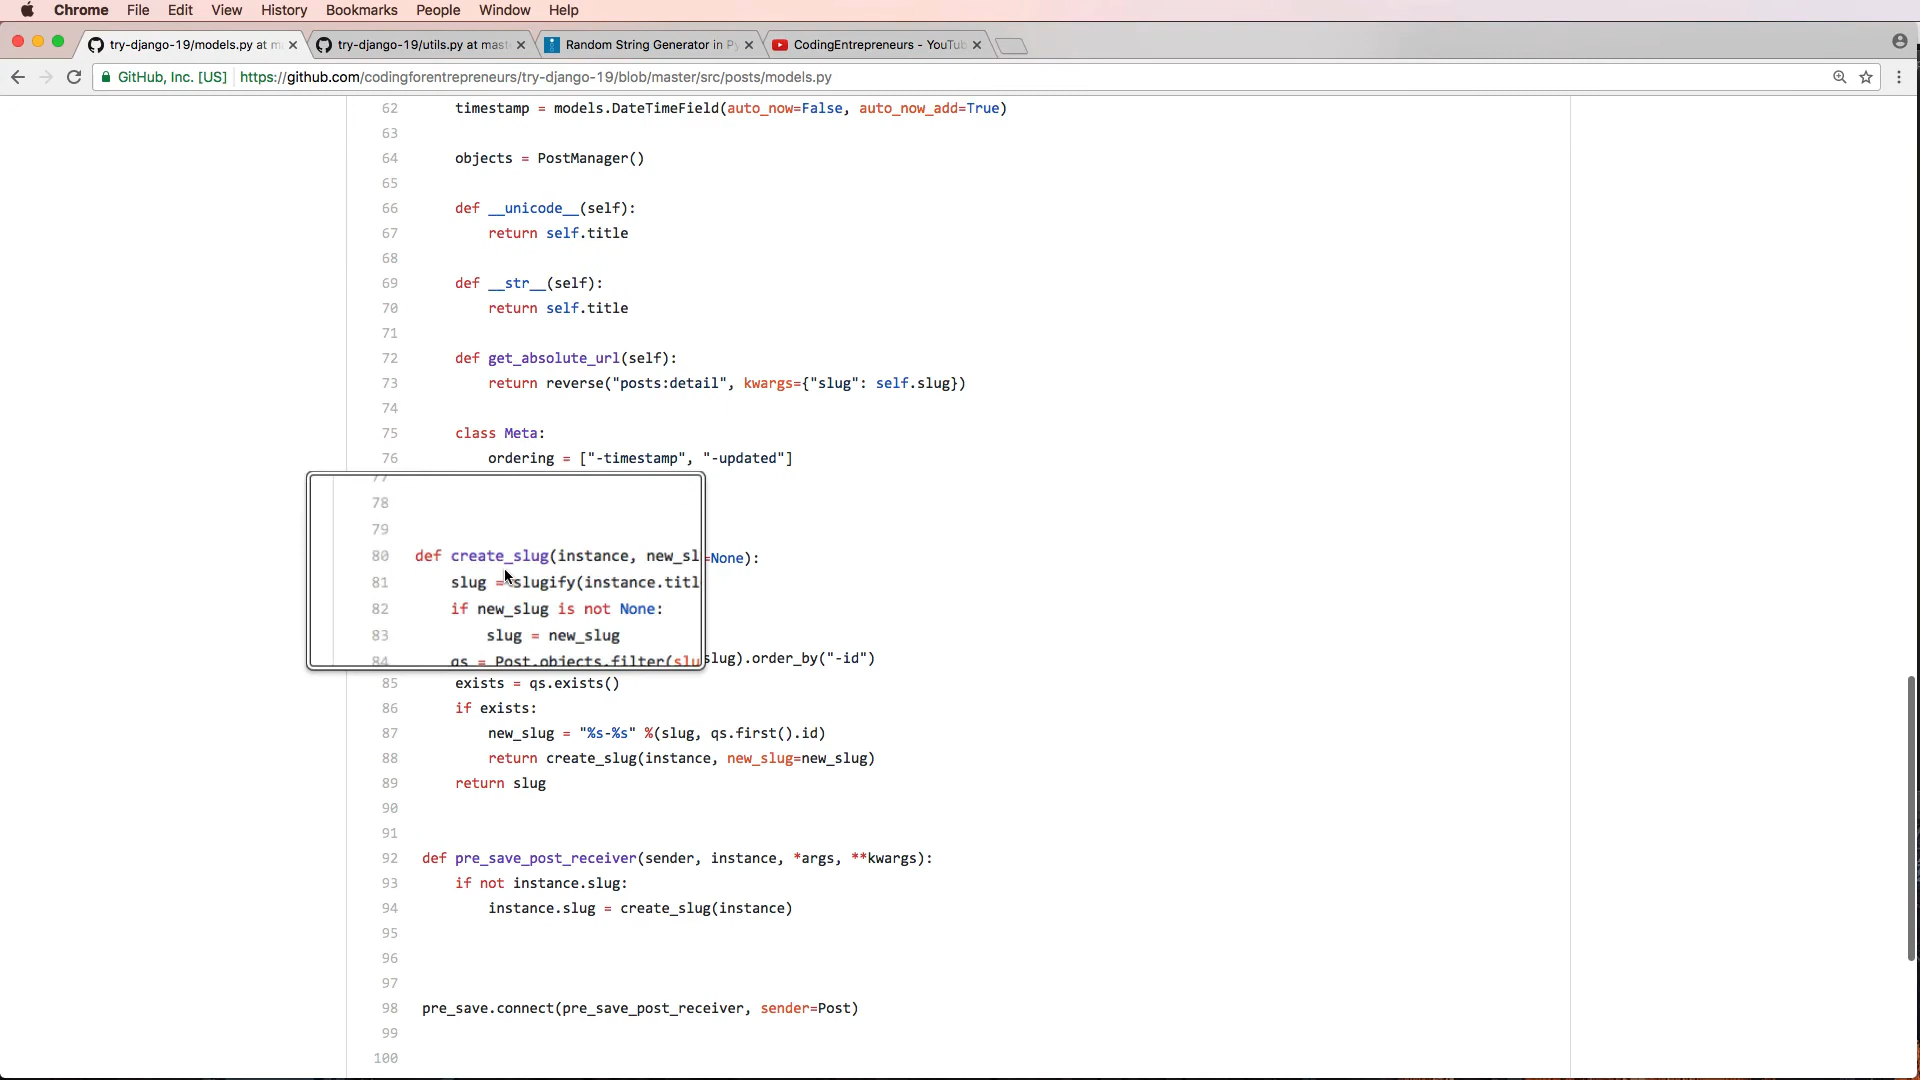 Chrome File Edit View History Bookmarks People Window Help
try-django-19/models.py at m
try-django-19/utils.py at mast
Random String Generator in Py
CodingEntrepreneurs - YouTub
GitHub, Inc. [US] https://github.com/codingforentrepreneurs/try-django-19/blob/master/src/posts/models.py
62 timestamp = models.DateTimeField(auto_now=False, auto_now_add=True)
63
64 objects = PostManager()
65
66 def __unicode__(self):
67 return self.title
68
69 def __str__(self):
70 return self.title
71
72 def get_absolute_url(self):
73 return reverse("posts:detail", kwargs={"slug": self.slug})
74
75 class Meta:
76 ordering = ["-timestamp", "-updated"]
77
78
79
80 def create_slug(instance, new_sl=None):
81 slug = slugify(instance.titl
82 if new_slug is not None:
83 slug = new_slug
84 qs = Post.objects.filter(slu slug).order_by("-id")
85 exists = qs.exists()
86 if exists:
87 new_slug = "%s-%s" %(slug, qs.first().id)
88 return create_slug(instance, new_slug=new_slug)
89 return slug
90
91
92 def pre_save_post_receiver(sender, instance, *args, **kwargs):
93 if not instance.slug:
94 instance.slug = create_slug(instance)
95
96
97
98 pre_save.connect(pre_save_post_receiver, sender=Post)
99
100